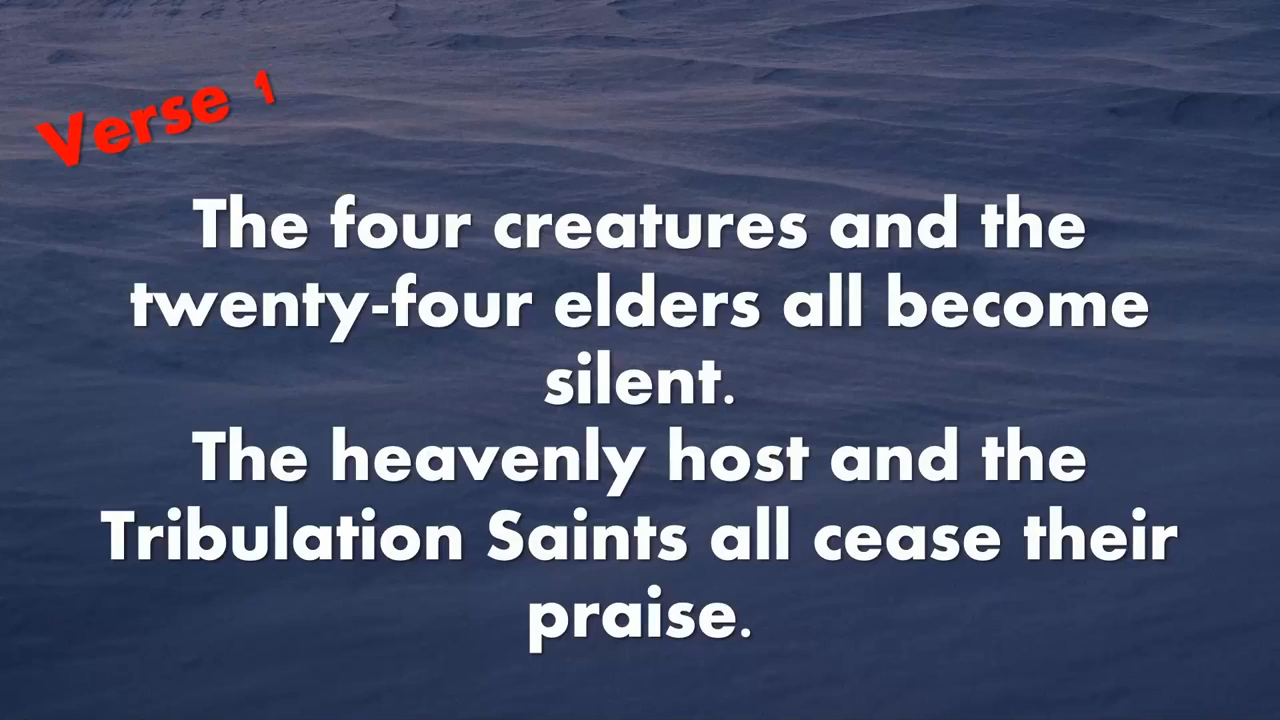 Verse 1
The four creatures and the
twenty-four elders all become
silent.
The heavenly host and the
Tribulation Saints all cease their
praise.